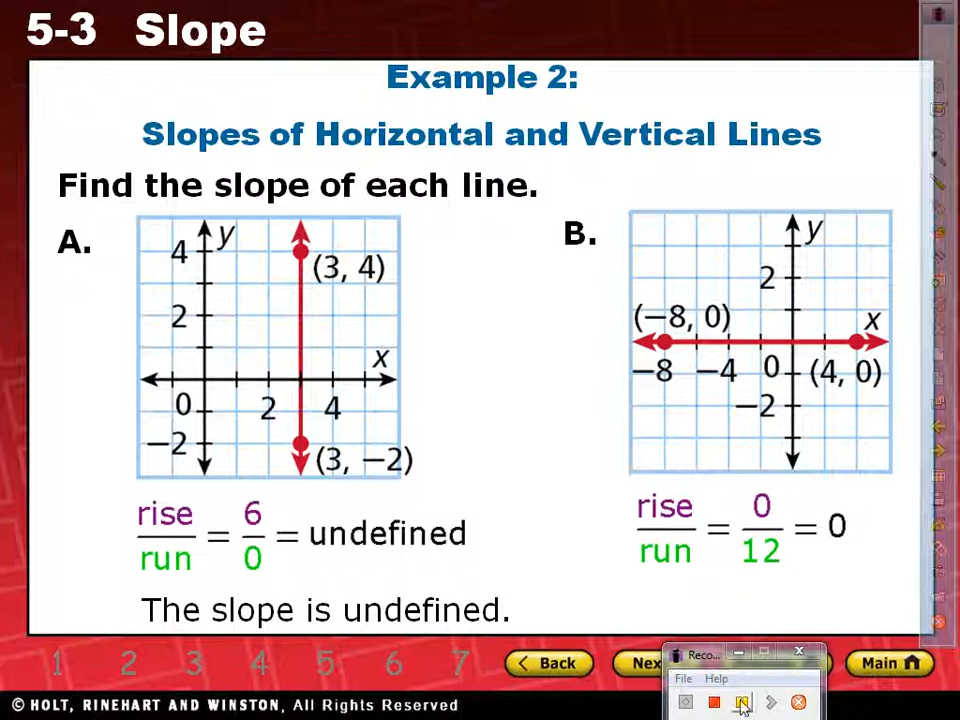 5-3 Slope
Example 2:
Slopes of Horizontal and Vertical Lines
Find the slope of each line.
A.
y
4
(3, 4)
2
x
0
2
4
−2
(3, −2)
rise/run = 6/0 = undefined
The slope is undefined.
B.
y
2
(−8, 0)
x
−8
−4
0
(4, 0)
−2
rise/run = 0/12 = 0
1 2 3 4 5 6 7
< Back
Nex
Main
Reco...
File Help
© HOLT, RINEHART AND WINSTON, All Rights Reserved